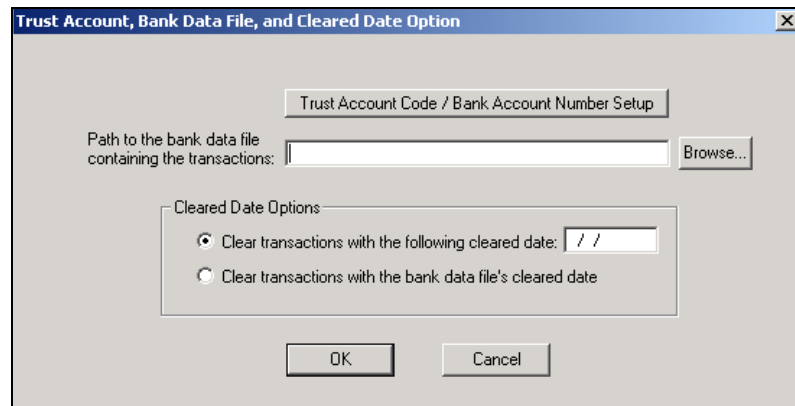 Trust Account, Bank Data File, and Cleared Date Option
Trust Account Code / Bank Account Number Setup
Path to the bank data file
containing the transactions:
Browse...
Cleared Date Options
Clear transactions with the following cleared date: / /
Clear transactions with the bank data file's cleared date
OK Cancel